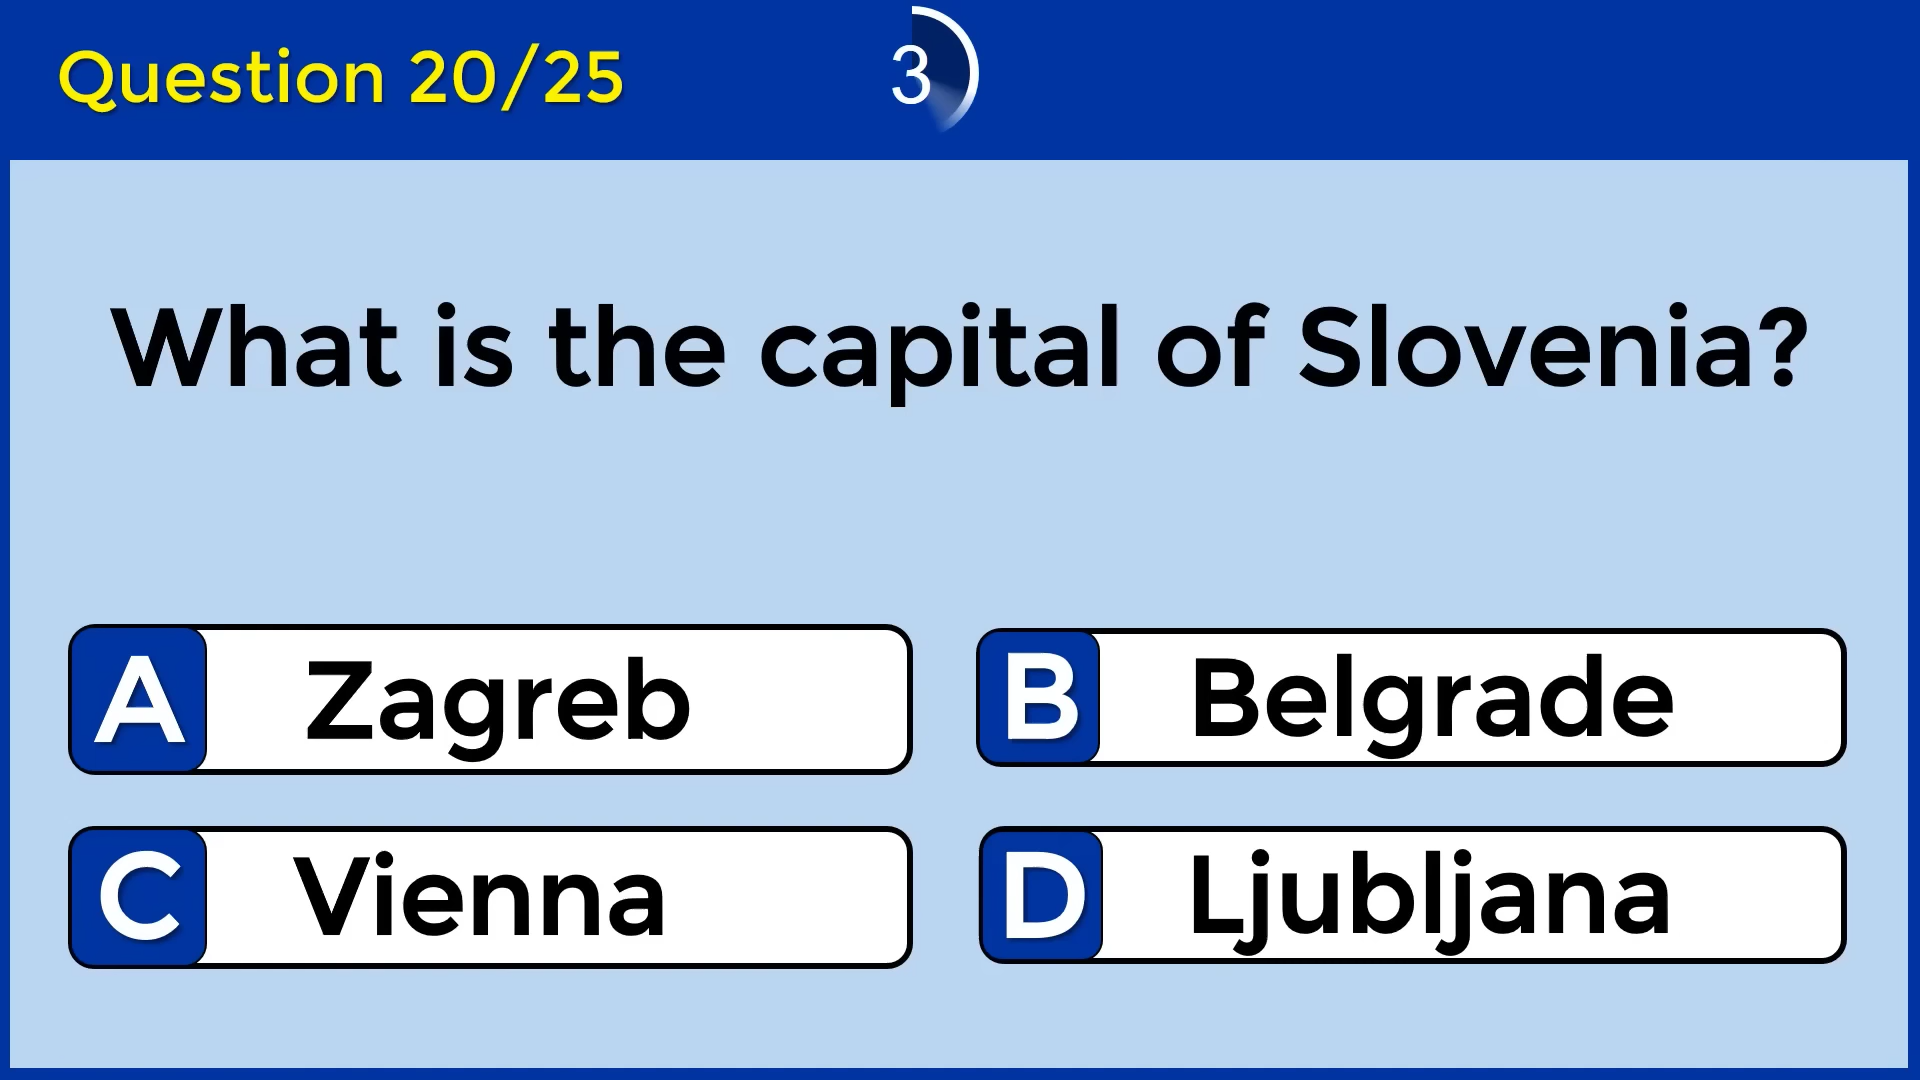 Question 20/25
3
What is the capital of Slovenia?
A Zagreb
B Belgrade
C Vienna
D Ljubljana